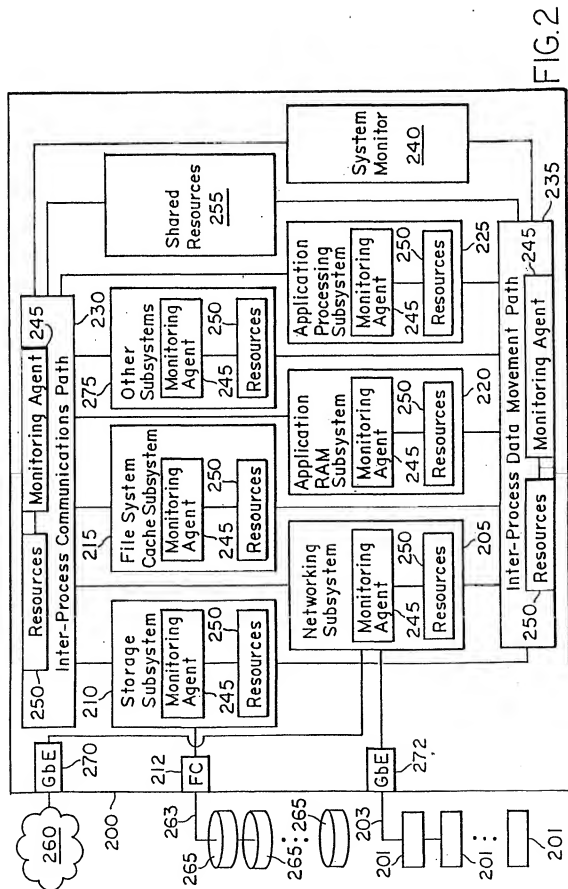 Resources
Monitoring Agent
245
250
Inter-Process Communications Path
230
Shared
Resources
255
System
Monitor
240
210
Storage
Subsystem
Monitoring
Agent
245
250
Resources
215
File System
Cache Subsystem
Monitoring
Agent
245
250
Resources
275
Other
Subsystems
Monitoring
Agent
245
250
Resources
Networking
Subsystem
Monitoring
Agent
245
250
Resources
205
Application
RAM Subsystem
Monitoring
Agent
245
250
Resources
220
Application
Processing Subsystem
Monitoring
Agent
245
250
Resources
225
Inter-Process Data Movement Path
235
250
Resources
Monitoring Agent
245
260
GbE
270
200
FC
212
263
265
265
265
GbE
272
203
201
201
201
FIG. 2